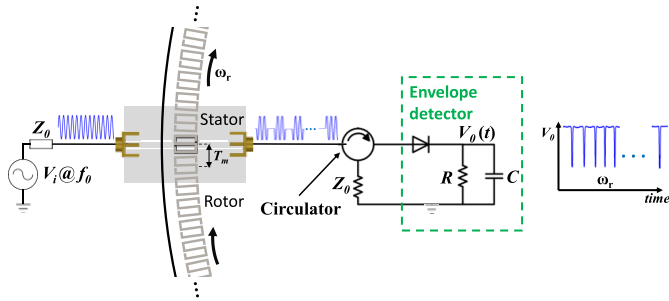 ω_r
Stator
Z_0
V_i@f_0
T_m
Rotor
Circulator
Z_0
Envelope
detector
V_0(t)
R
C
V_0
ω_r
time